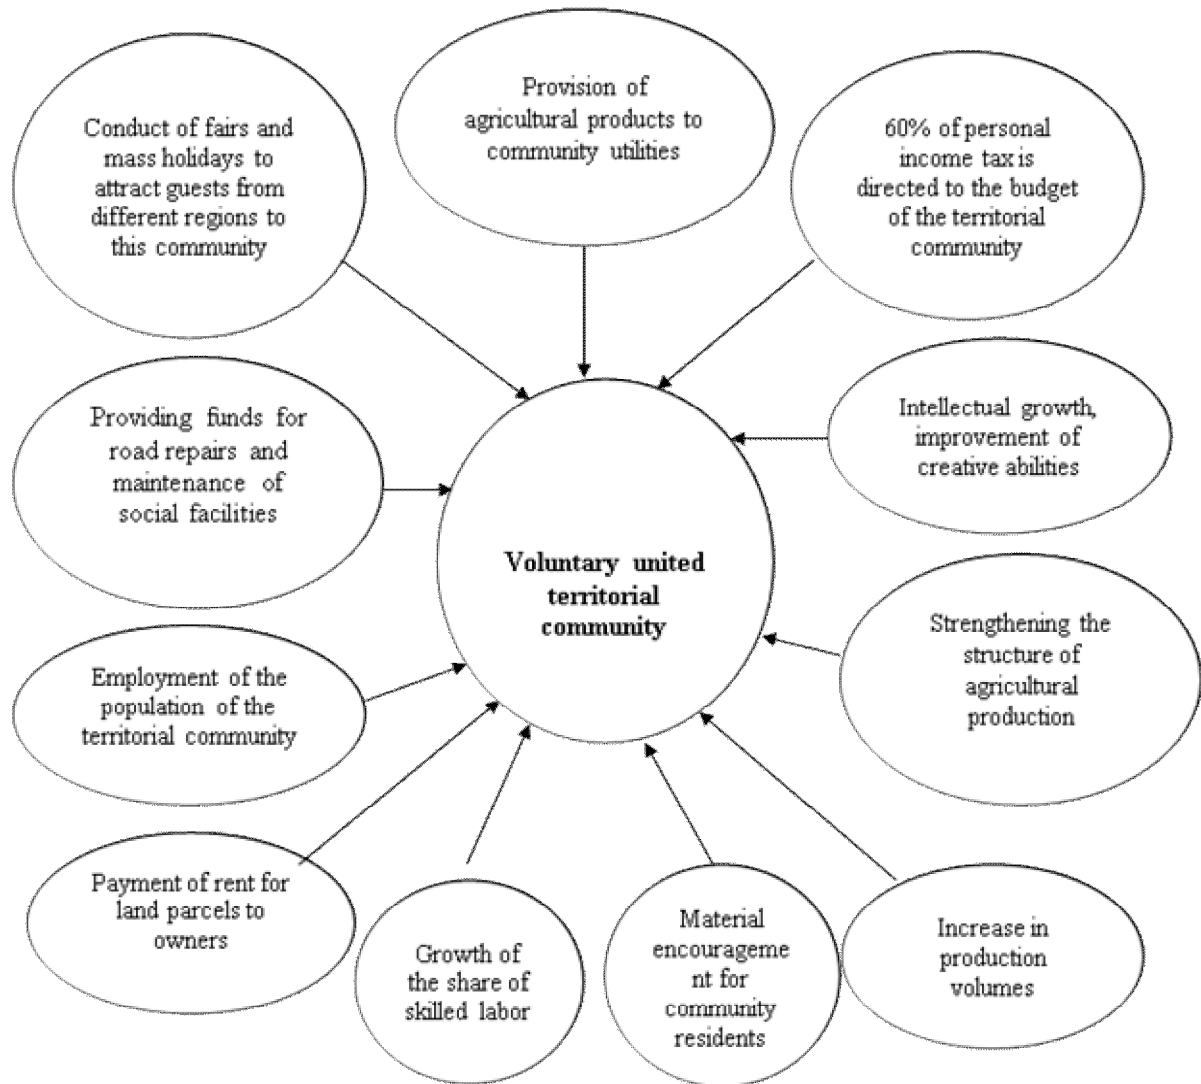 Conduct of fairs and
mass holidays to
attract guests from
different regions to
this community
Provision of
agricultural products to
community utilities
60% of personal
income tax is
directed to the budget
of the territorial
community
Providing funds for
road repairs and
maintenance of
social facilities
Intellectual growth,
improvement of
creative abilities
Voluntary united
territorial
community
Strengthening the
structure of
agricultural
production
Employment of the
population of the
territorial community
Payment of rent for
land parcels to
owners
Growth of
the share of
skilled labor
Material
encourageme
nt for
community
residents
Increase in
production
volumes